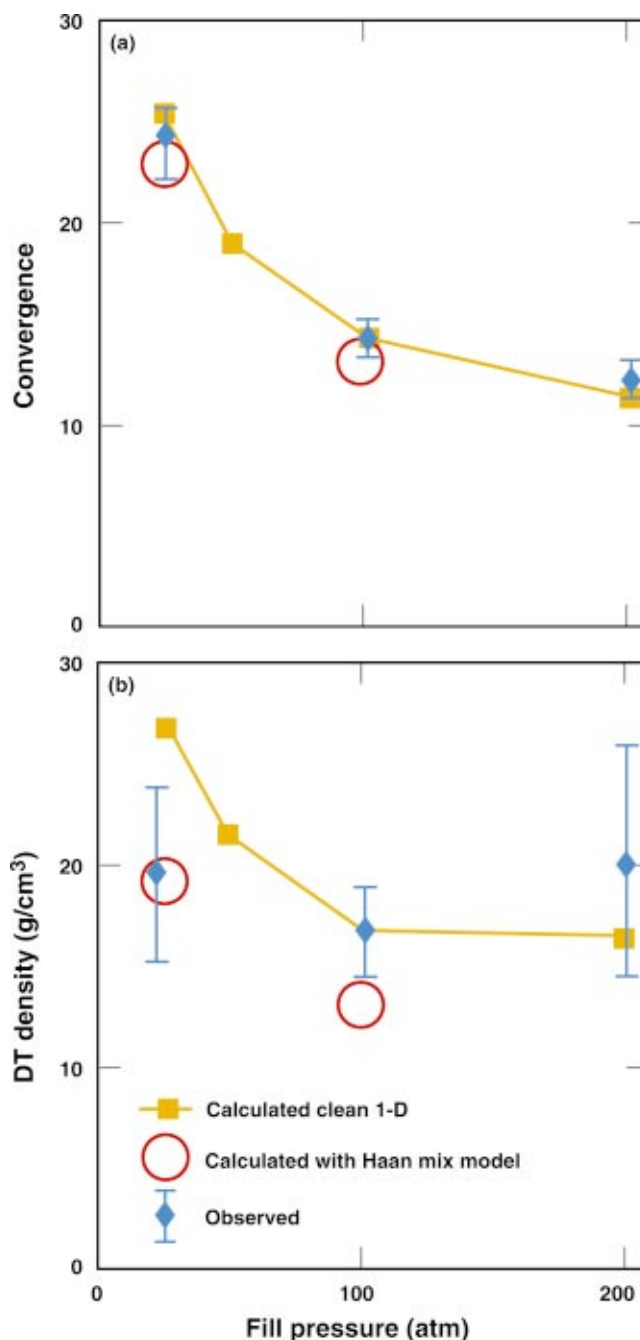 30
(a)
20
Convergence
10
0
30
(b)
20
DT density (g/cm³)
10
Calculated clean 1-D
Calculated with Haan mix model
Observed
0
0 100 200
Fill pressure (atm)